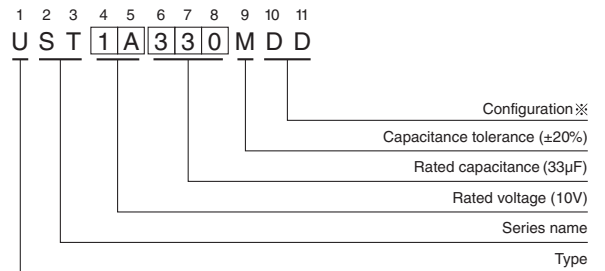 1 2 3 4 5 6 7 8 9 10 11
U S T 1 A 3 3 0 M D D
Configuration※
Capacitance tolerance (±20%)
Rated capacitance (33µF)
Rated voltage (10V)
Series name
Type